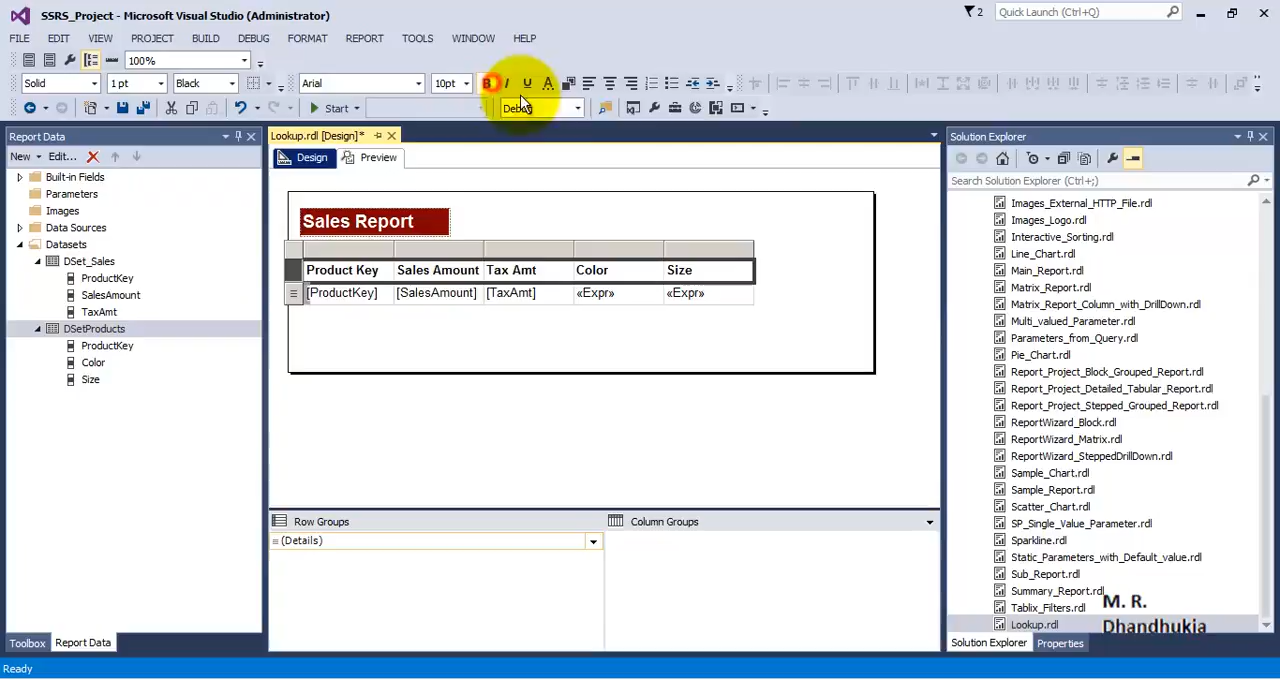 SSRS_Project - Microsoft Visual Studio (Administrator)
2
Quick Launch (Ctrl+Q)
FILE EDIT VIEW PROJECT BUILD DEBUG FORMAT REPORT TOOLS WINDOW HELP
100%
Solid 1 pt Black Arial 10pt B I U A
Start Debug
Report Data
New Edit...
Built-in Fields
Parameters
Images
Data Sources
Datasets
DSet_Sales
ProductKey
SalesAmount
TaxAmt
DSetProducts
ProductKey
Color
Size
Toolbox Report Data
Lookup.rdl [Design]*
Design Preview
Sales Report
Product Key Sales Amount Tax Amt Color Size
[ProductKey] [SalesAmount] [TaxAmt] «Expr» «Expr»
Row Groups Column Groups
(Details)
Solution Explorer
Search Solution Explorer (Ctrl+;)
Images_External_HTTP_File.rdl
Images_Logo.rdl
Interactive_Sorting.rdl
Line_Chart.rdl
Main_Report.rdl
Matrix_Report.rdl
Matrix_Report_Column_with_DrillDown.rdl
Multi_valued_Parameter.rdl
Parameters_from_Query.rdl
Pie_Chart.rdl
Report_Project_Block_Grouped_Report.rdl
Report_Project_Detailed_Tabular_Report.rdl
Report_Project_Stepped_Grouped_Report.rdl
ReportWizard_Block.rdl
ReportWizard_Matrix.rdl
ReportWizard_SteppedDrillDown.rdl
Sample_Chart.rdl
Sample_Report.rdl
Scatter_Chart.rdl
SP_Single_Value_Parameter.rdl
Sparkline.rdl
Static_Parameters_with_Default_value.rdl
Sub_Report.rdl
Summary_Report.rdl
Tablix_Filters.rdl
Lookup.rdl
M. R.
Dhandhukia
Solution Explorer Properties
Ready